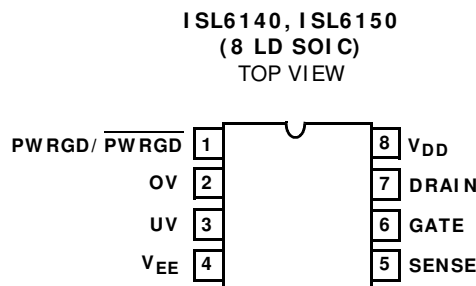 ISL6140, ISL6150
(8 LD SOIC)
TOP VIEW
PWRGD/ PWRGD 1
8 VDD
OV 2
7 DRAIN
UV 3
6 GATE
VEE 4
5 SENSE